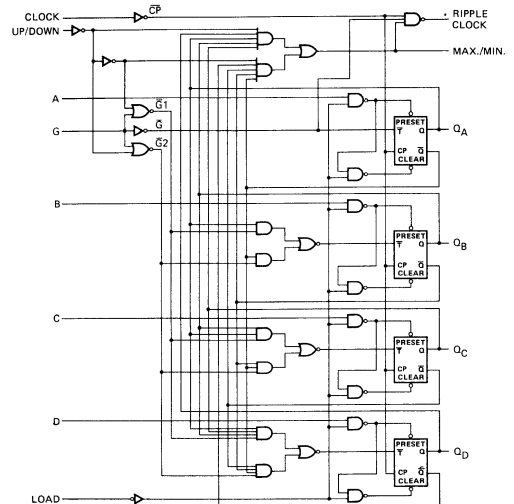 CLOCK
CP
RIPPLE
CLOCK
UP/DOWN
MAX./MIN.
A
G1
G
G
G2
PRESET
T Q
CP Q
CLEAR
QA
B
PRESET
T Q
CP Q
CLEAR
QB
C
PRESET
T Q
CP Q
CLEAR
QC
D
PRESET
T Q
CP Q
CLEAR
QD
LOAD